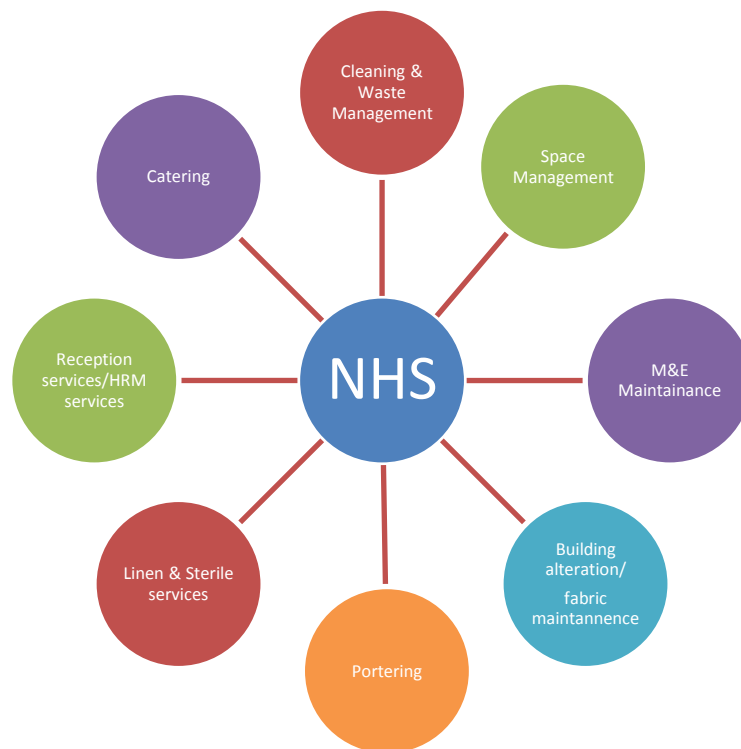 Cleaning &
Waste
Management
Space
Management
M&E
Maintainance
Building
alteration/
fabric
maintannence
Portering
Linen & Sterile
services
Reception
services/HRM
services
Catering
NHS